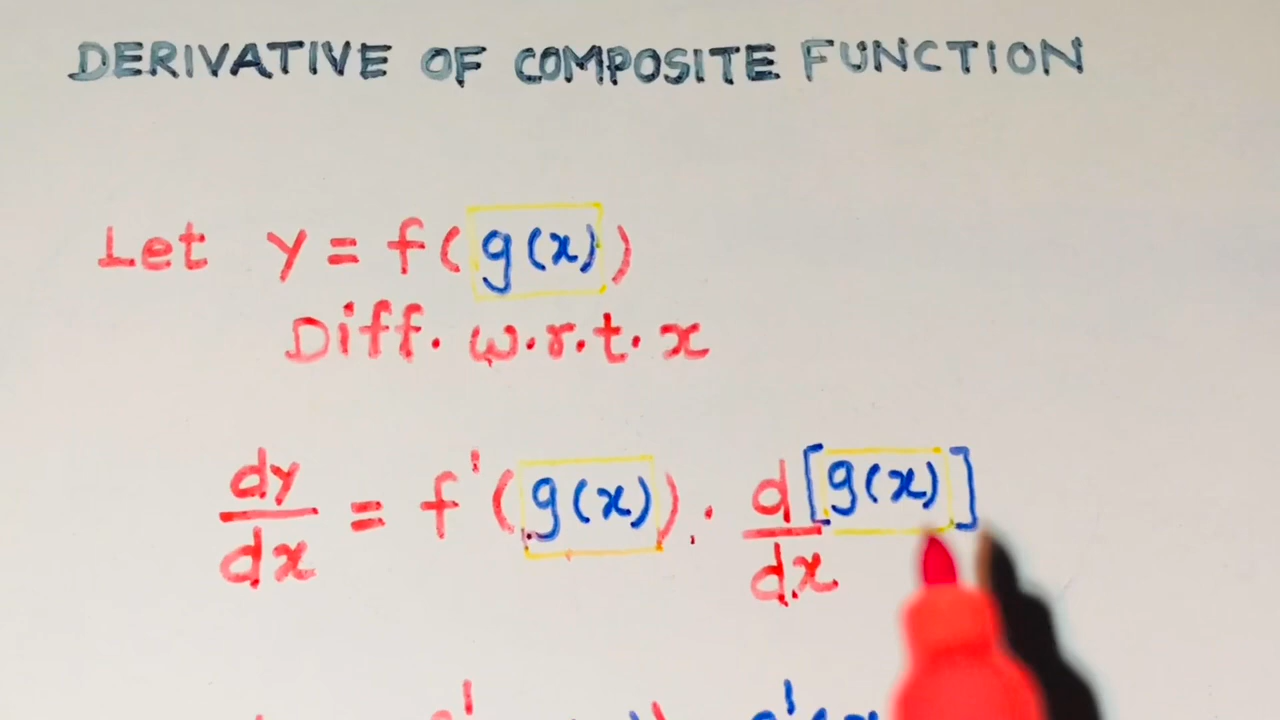 DERIVATIVE OF COMPOSITE FUNCTION
Let y = f(g(x))
Diff. w.r.t. x
dy/dx = f'(g(x)) . d/dx [g(x)]